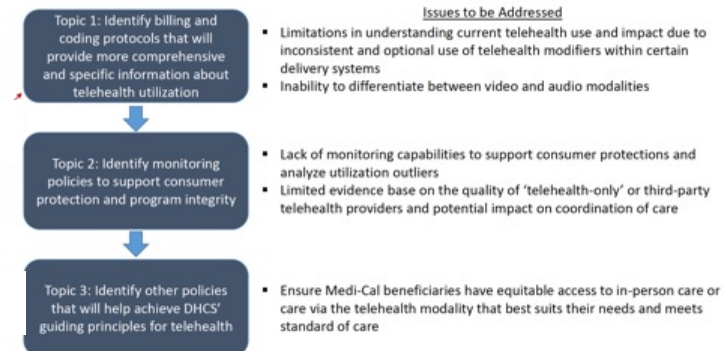 Issues to be Addressed
Topic 1: Identify billing and
coding protocols that will
provide more comprehensive
and specific information about
telehealth utilization
▪ Limitations in understanding current telehealth use and impact due to
inconsistent and optional use of telehealth modifiers within certain
delivery systems
▪ Inability to differentiate between video and audio modalities
Topic 2: Identify monitoring
policies to support consumer
protection and program integrity
▪ Lack of monitoring capabilities to support consumer protections and
analyze utilization outliers
▪ Limited evidence base on the quality of ‘telehealth-only’ or third-party
telehealth providers and potential impact on coordination of care
Topic 3: Identify other policies
that will help achieve DHCS’
guiding principles for telehealth
▪ Ensure Medi-Cal beneficiaries have equitable access to in-person care or
care via the telehealth modality that best suits their needs and meets
standard of care